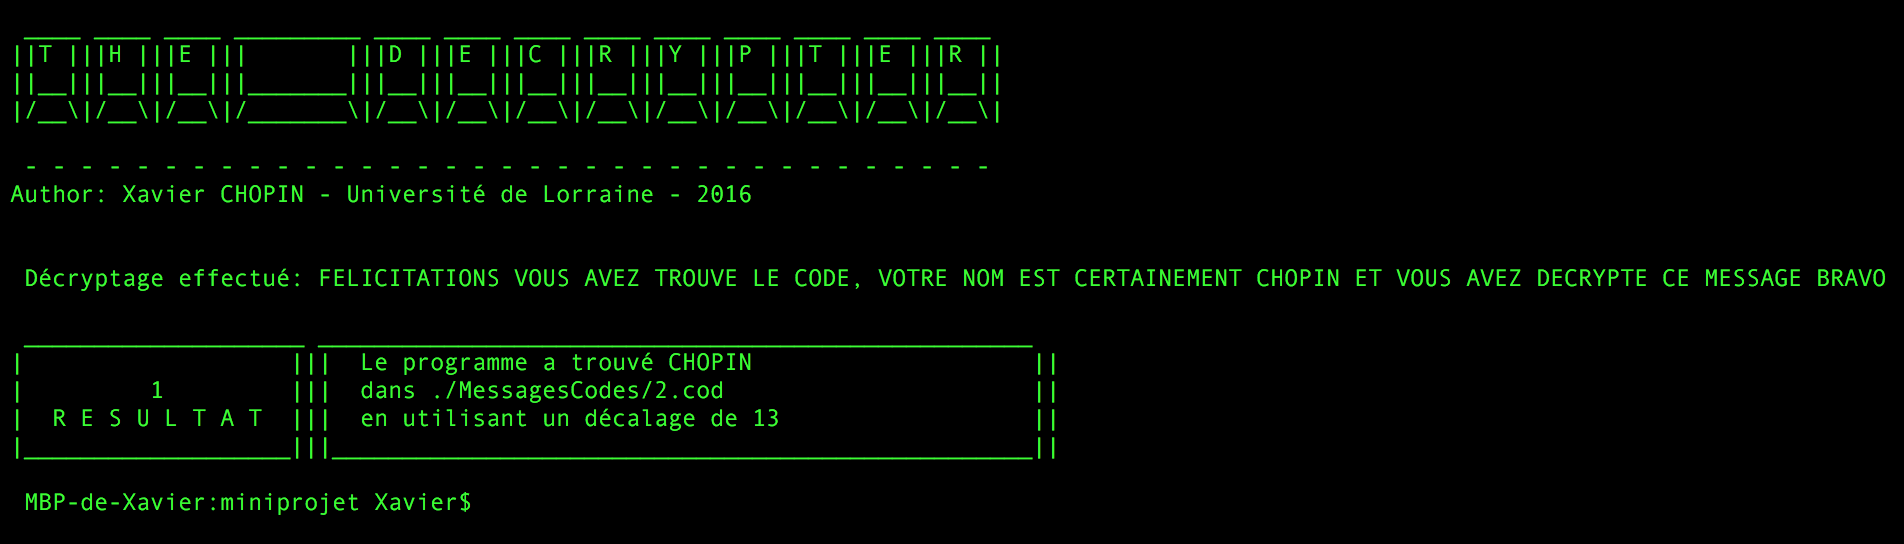 ____ ____ ____ _________ ____ ____ ____ ____ ____ ____ ____ ____ ____
||T |||H |||E |||       |||D |||E |||C |||R |||Y |||P |||T |||E |||R ||
||__|||__|||__|||_______|||__|||__|||__|||__|||__|||__|||__|||__|||__||
|/__\|/__\|/__\|/_______\|/__\|/__\|/__\|/__\|/__\|/__\|/__\|/__\|/__\|
- - - - - - - - - - - - - - - - - - - - - - - - - - - - - - - - - - -
Author: Xavier CHOPIN - Université de Lorraine - 2016
Décryptage effectué: FELICITATIONS VOUS AVEZ TROUVE LE CODE, VOTRE NOM EST CERTAINEMENT CHOPIN ET VOUS AVEZ DECRYPTE CE MESSAGE BRAVO
 ____________________ ___________________________________________________
|                   |||  Le programme a trouvé CHOPIN                    ||
|         1         |||  dans ./MessagesCodes/2.cod                      ||
|  R E S U L T A T  |||  en utilisant un décalage de 13                  ||
|___________________|||__________________________________________________||
MBP-de-Xavier:miniprojet Xavier$